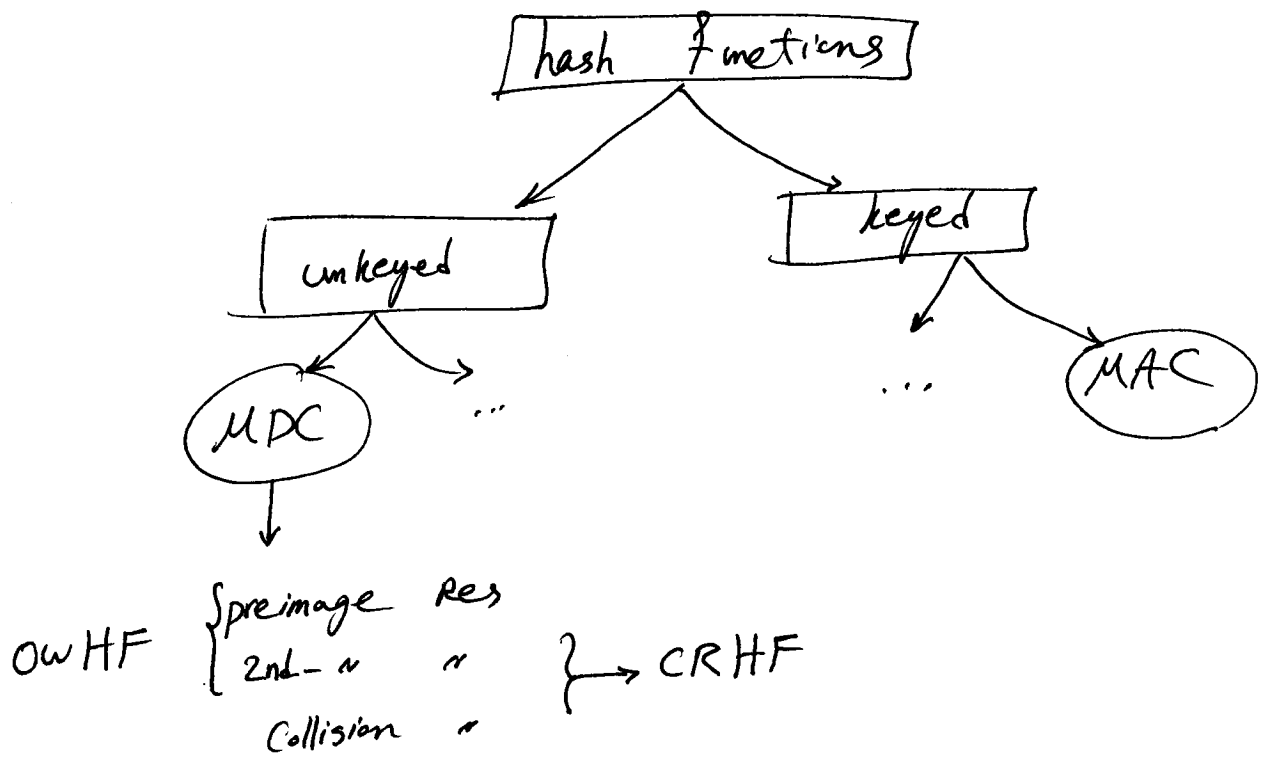 hash functions
unkeyed
keyed
MDC
...
...
MAC
preimage Res
OWHF
2nd- " "
CRHF
Collision "